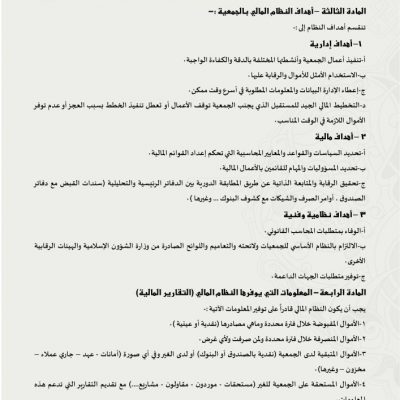 المادة الثالثة –أهداف النظام المالي بالجمعية :–
تنقسم أهداف النظام إلى :-
١–أهداف إدارية
أ-تنفيذ أعمال الجمعية وأنشطتها المختلفة بالدقة والكفاءة الواجبة .
ب-الاستخدام الأمثل للأموال والرقابة عليها .
ج-إعطاء الإدارة البيانات والمعلومات المطلوبة في أسرع وقت ممكن .
د-التخطيط المالي الجيد للمستقبل الذي يجنب الجمعية توقف الأعمال أو تعطل تنفيذ الخطط بسبب العجز أو عدم توفر
الأموال اللازمة في الوقت المناسب .
٢–أهداف مالية
أ-تحديد السياسات والقواعد والمعايير المحاسبية التي تحكم إعداد القوائم المالية .
ب-تحديد المسؤوليات والمهام للقائمين بالأعمال المالية .
ج-تحقيق الرقابة والمتابعة الذاتية عن طريق المطابقة الدورية بين الدفاتر الرئيسية والتحليلية (سندات القبض مع دفاتر
الصندوق , أوامر الصرف والشيكات مع كشوف البنوك ... وغيرها ) .
٣–أهداف نظامية وفنية
أ-الوفاء بمتطلبات المحاسب القانوني .
ب-الالتزام بالنظام الأساسي للجمعيات ولائحته والتعاميم واللوائح الصادرة من وزارة الشؤون الإسلامية والهيئات الرقابية
الأخرى .
ج-توفير متطلبات الجهات الداعمة .
المادة الرابعة–المعلومات التي يوفرها النظام المالي (التقارير المالية)
يجب أن يكون النظام المالي قادراً على توفير المعلومات الآتية :-
١-الأموال المقبوضة خلال فترة محددة وماهي مصادرها (نقدية أو عينية ) .
٢-الأموال المنصرفة خلال فترة محددة ولمن صرفت ولأي غرض .
٣-الأموال المتبقية لدى الجمعية (نقدية بالصندوق أو البنوك) أو لدى الغير وفي أي صورة (أمانات - عهد – جاري عملاء –
مخزون – وغيرها) .
٤-الأموال المستحقة على الجمعية للغير (مستحقات - موردون - مقاولون - مشاريع....) مع تقديم التقارير التي تدعم هذه
المعلومات .